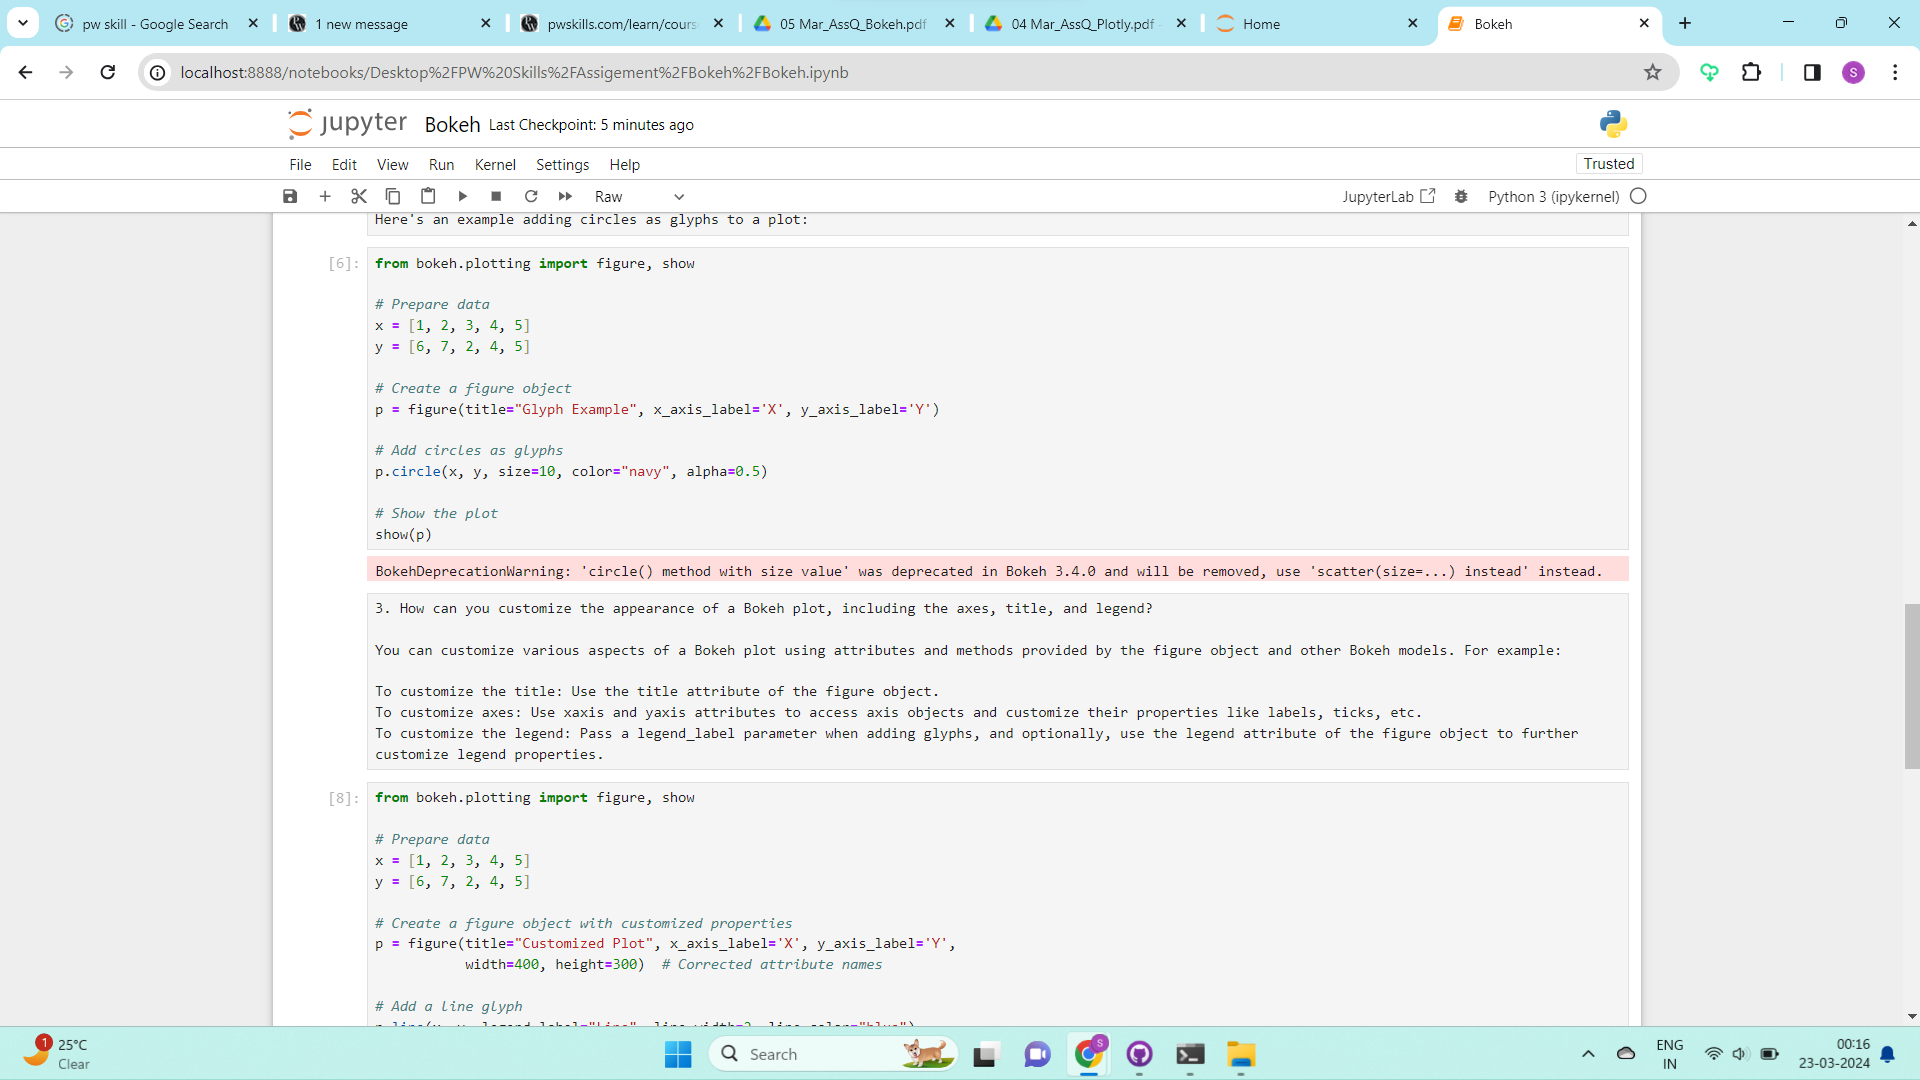 pw skill - Google Search
1 new message
pwskills.com/learn/cours
05 Mar_AssQ_Bokeh.pdf
04 Mar_AssQ_Plotly.pdf
Home
Bokeh
localhost:8888/notebooks/Desktop%2FPW%20Skills%2FAssigement%2FBokeh%2FBokeh.ipynb
S
jupyter Bokeh Last Checkpoint: 5 minutes ago
File Edit View Run Kernel Settings Help
Trusted
Raw
JupyterLab
Python 3 (ipykernel)
Here's an example adding circles as glyphs to a plot:
[6]: from bokeh.plotting import figure, show
# Prepare data
x = [1, 2, 3, 4, 5]
y = [6, 7, 2, 4, 5]
# Create a figure object
p = figure(title="Glyph Example", x_axis_label='X', y_axis_label='Y')
# Add circles as glyphs
p.circle(x, y, size=10, color="navy", alpha=0.5)
# Show the plot
show(p)
BokehDeprecationWarning: 'circle() method with size value' was deprecated in Bokeh 3.4.0 and will be removed, use 'scatter(size=...) instead' instead.
3. How can you customize the appearance of a Bokeh plot, including the axes, title, and legend?
You can customize various aspects of a Bokeh plot using attributes and methods provided by the figure object and other Bokeh models. For example:
To customize the title: Use the title attribute of the figure object.
To customize axes: Use xaxis and yaxis attributes to access axis objects and customize their properties like labels, ticks, etc.
To customize the legend: Pass a legend_label parameter when adding glyphs, and optionally, use the legend attribute of the figure object to further
customize legend properties.
[8]: from bokeh.plotting import figure, show
# Prepare data
x = [1, 2, 3, 4, 5]
y = [6, 7, 2, 4, 5]
# Create a figure object with customized properties
p = figure(title="Customized Plot", x_axis_label='X', y_axis_label='Y',
width=400, height=300) # Corrected attribute names
# Add a line glyph
p.line(x, y, legend_label="Line", line_width=2, line_color="blue")
1
25°C
Clear
Search
S
ENG
IN
00:16
23-03-2024